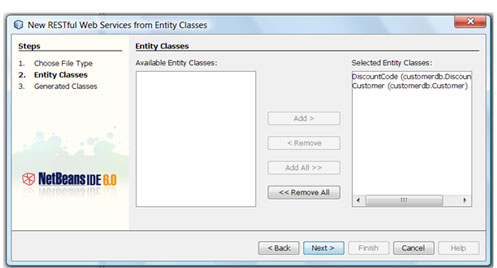 New RESTful Web Services from Entity Classes
Steps
1. Choose File Type
2. Entity Classes
3. Generated Classes
NetBeans IDE 6.0
Entity Classes
Available Entity Classes:
Selected Entity Classes:
DiscountCode (customerdb.Discoun
Customer (customerdb.Customer)
Add >
< Remove
Add All >>
<< Remove All
< Back
Next >
Finish
Cancel
Help